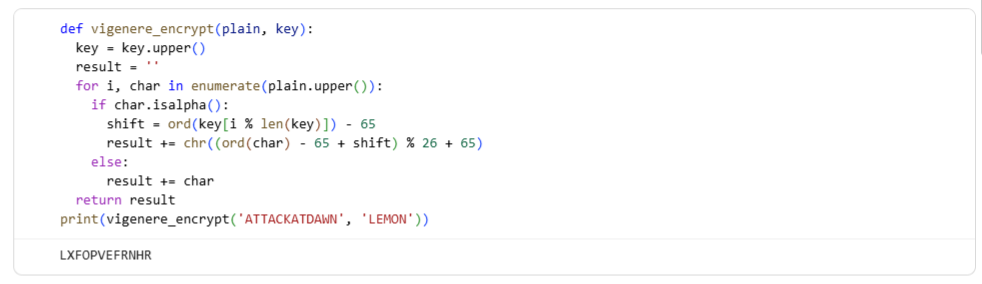 def vigenere_encrypt(plain, key):
  key = key.upper()
  result = ''
  for i, char in enumerate(plain.upper()):
    if char.isalpha():
      shift = ord(key[i % len(key)]) - 65
      result += chr((ord(char) - 65 + shift) % 26 + 65)
    else:
      result += char
  return result
print(vigenere_encrypt('ATTACKATDAWN', 'LEMON'))
LXFOPVEFRNHR